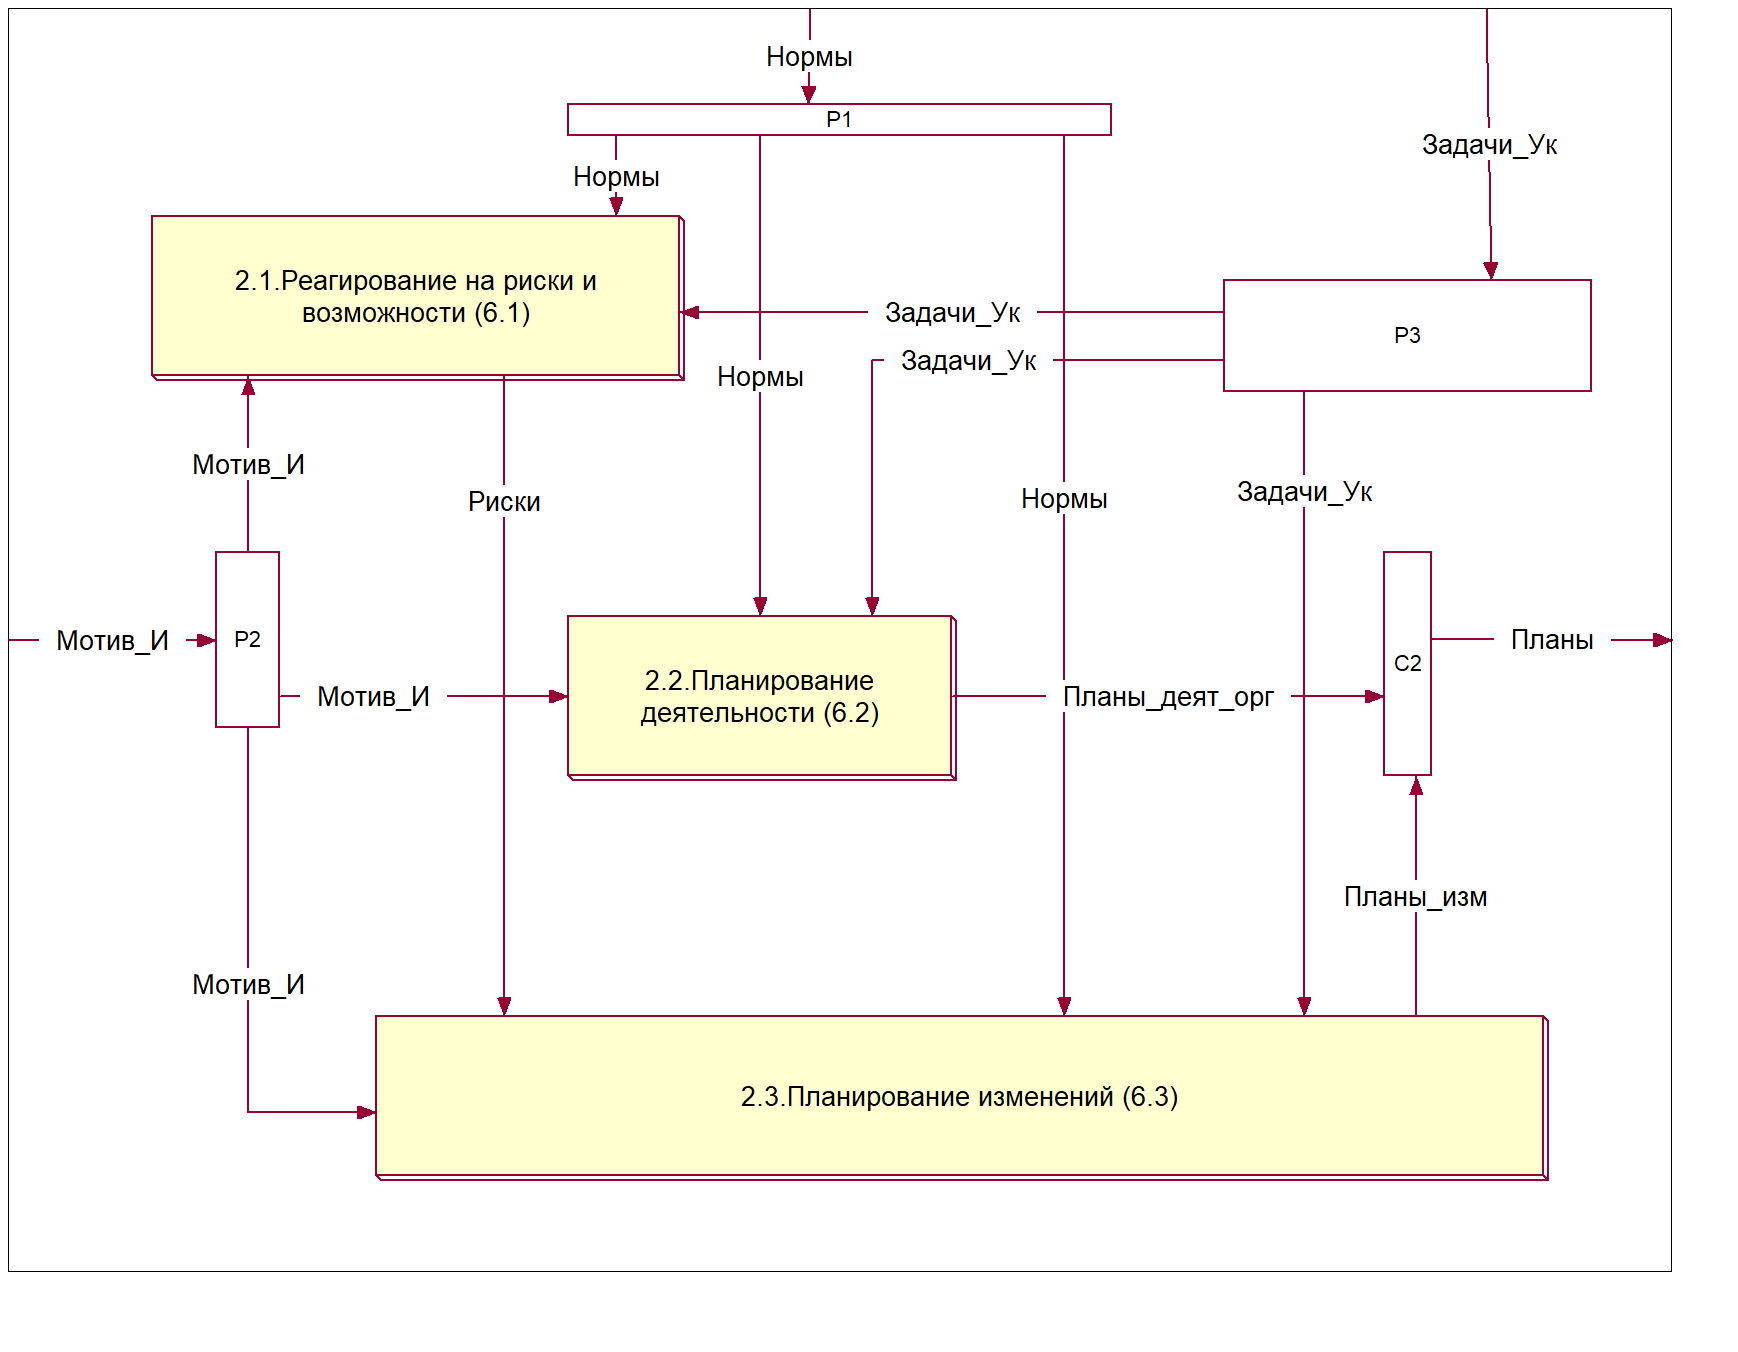 Нормы
P1
Задачи_Ук
Нормы
2.1.Реагирование на риски и
возможности (6.1)
Задачи_Ук
P3
Задачи_Ук
Нормы
Мотив_И
Риски
Нормы
Задачи_Ук
Мотив_И
P2
Планы
C2
Мотив_И
2.2.Планирование
деятельности (6.2)
Планы_деят_орг
Планы_изм
Мотив_И
2.3.Планирование изменений (6.3)